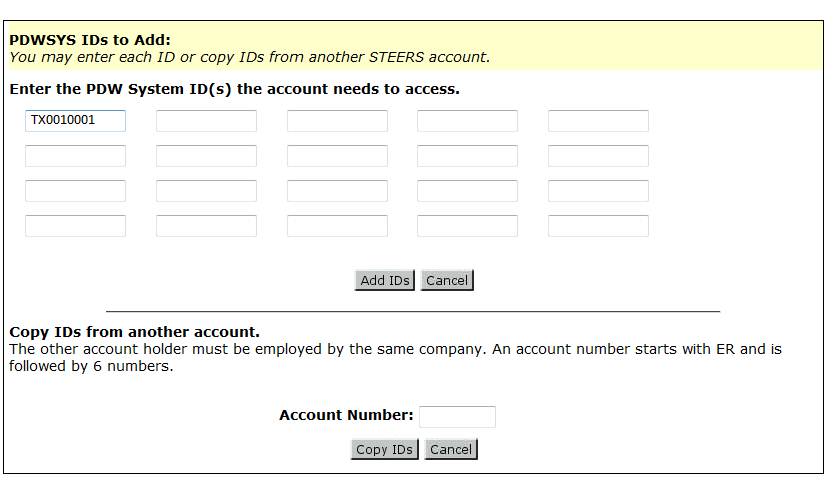 PDWSYS IDs to Add:
You may enter each ID or copy IDs from another STEERS account.
Enter the PDW System ID(s) the account needs to access.
TX0010001
Add IDs Cancel
Copy IDs from another account.
The other account holder must be employed by the same company. An account number starts with ER and is
followed by 6 numbers.
Account Number:
Copy IDs Cancel